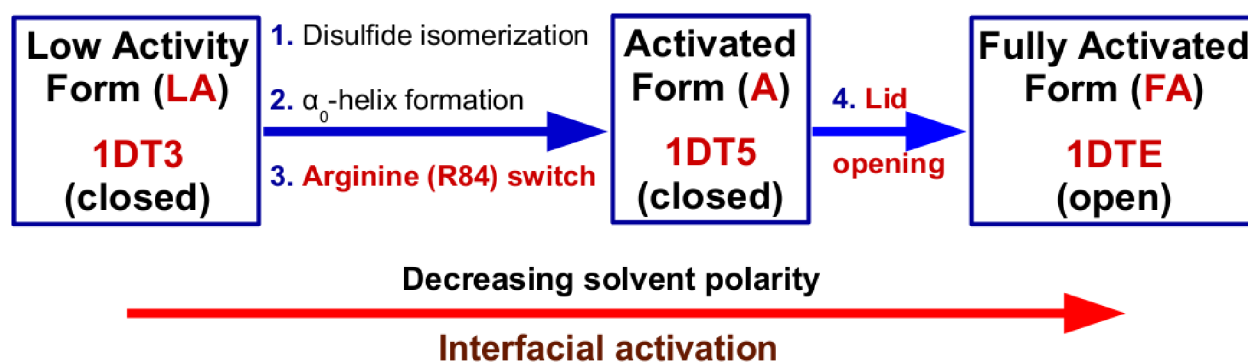 Low Activity
Form (LA)
1DT3
(closed)
1. Disulfide isomerization
2. α₀-helix formation
3. Arginine (R84) switch
Activated
Form (A)
1DT5
(closed)
4. Lid
opening
Fully Activated
Form (FA)
1DTE
(open)
Decreasing solvent polarity
Interfacial activation